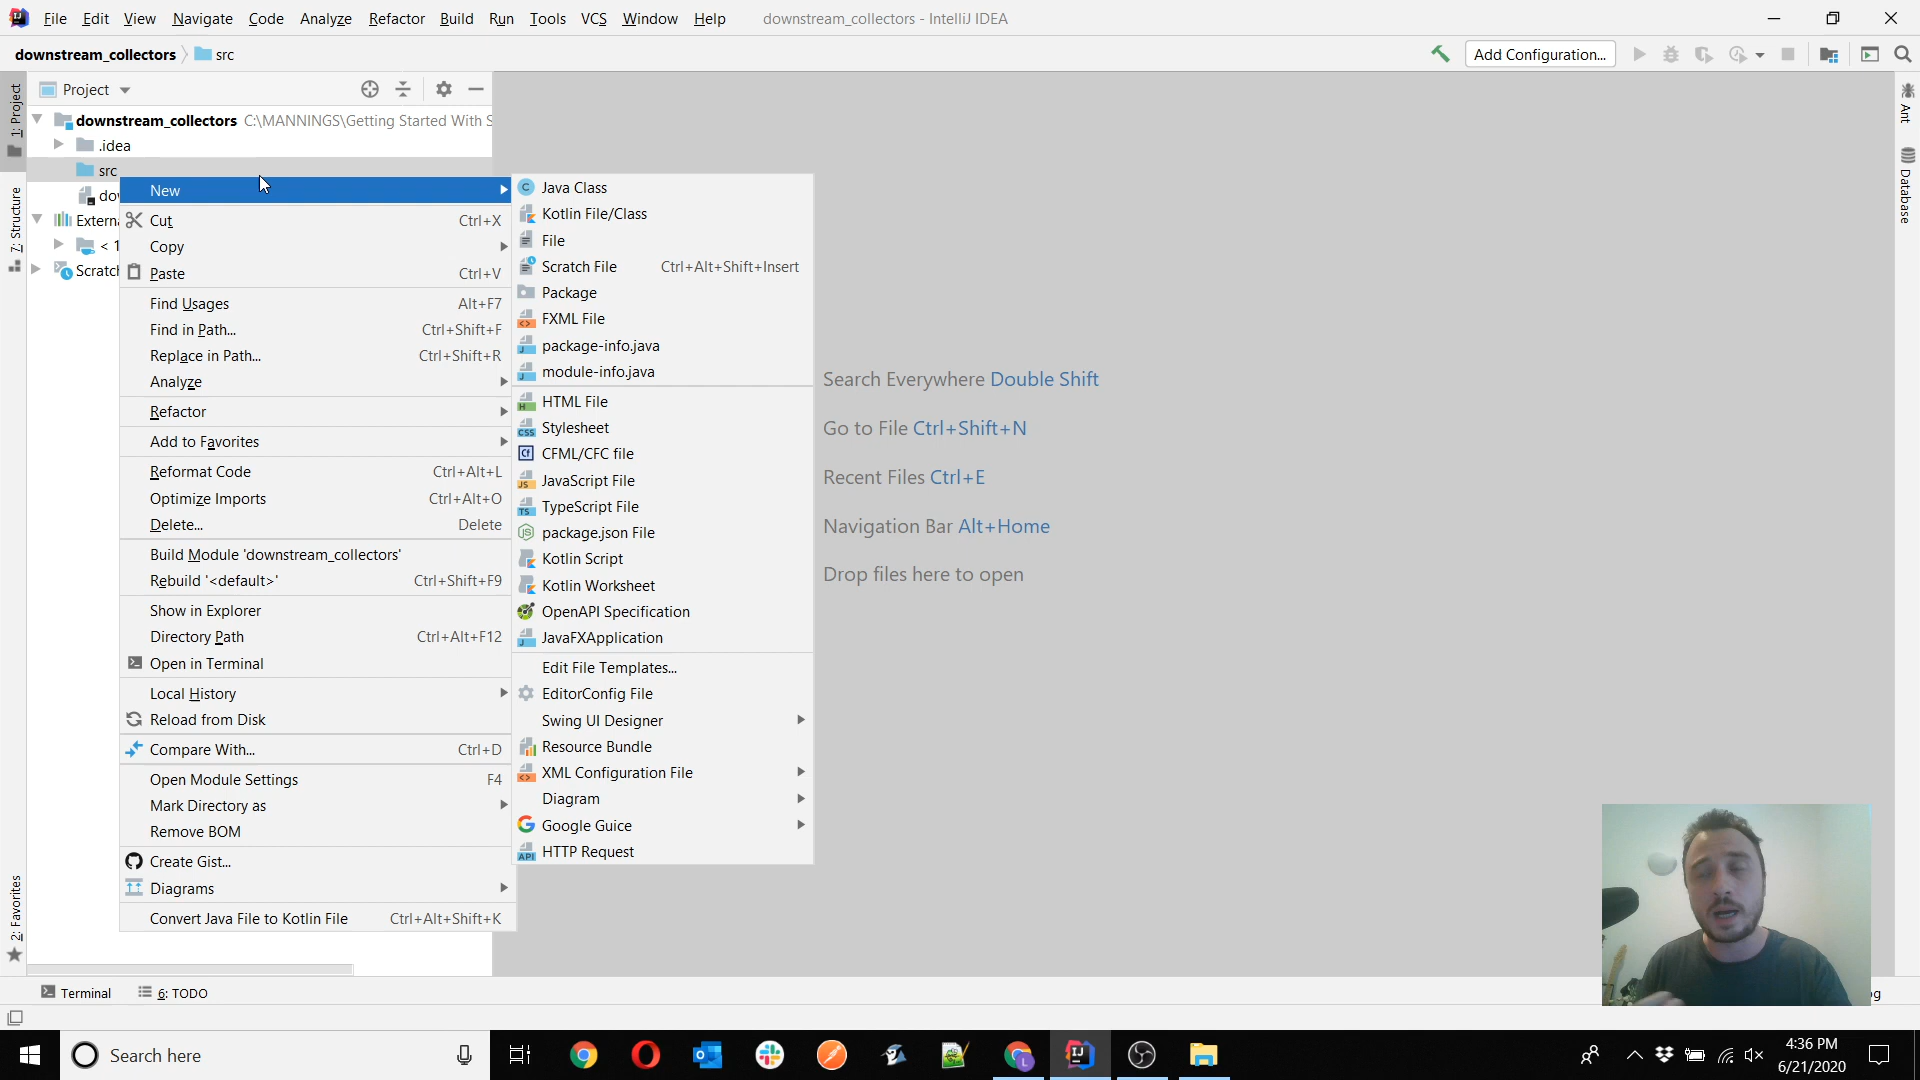 File Edit View Navigate Code Analyze Refactor Build Run Tools VCS Window Help downstream_collectors - IntelliJ IDEA
downstream_collectors src Add Configuration...
1: Project
Project
downstream_collectors C:\MANNINGS\Getting Started With S
.idea
src
do
Externa
< 1
Scratch
7: Structure
2: Favorites
Ant
Database
New
Cut Ctrl+X
Copy
Paste Ctrl+V
Find Usages Alt+F7
Find in Path... Ctrl+Shift+F
Replace in Path... Ctrl+Shift+R
Analyze
Refactor
Add to Favorites
Reformat Code Ctrl+Alt+L
Optimize Imports Ctrl+Alt+O
Delete... Delete
Build Module 'downstream_collectors'
Rebuild '<default>' Ctrl+Shift+F9
Show in Explorer
Directory Path Ctrl+Alt+F12
Open in Terminal
Local History
Reload from Disk
Compare With... Ctrl+D
Open Module Settings F4
Mark Directory as
Remove BOM
Create Gist...
Diagrams
Convert Java File to Kotlin File Ctrl+Alt+Shift+K
Java Class
Kotlin File/Class
File
Scratch File Ctrl+Alt+Shift+Insert
Package
FXML File
package-info.java
module-info.java
HTML File
Stylesheet
CFML/CFC file
JavaScript File
TypeScript File
package.json File
Kotlin Script
Kotlin Worksheet
OpenAPI Specification
JavaFXApplication
Edit File Templates...
EditorConfig File
Swing UI Designer
Resource Bundle
XML Configuration File
Diagram
Google Guice
HTTP Request
Search Everywhere Double Shift
Go to File Ctrl+Shift+N
Recent Files Ctrl+E
Navigation Bar Alt+Home
Drop files here to open
Terminal 6: TODO
og
Search here
4:36 PM
6/21/2020